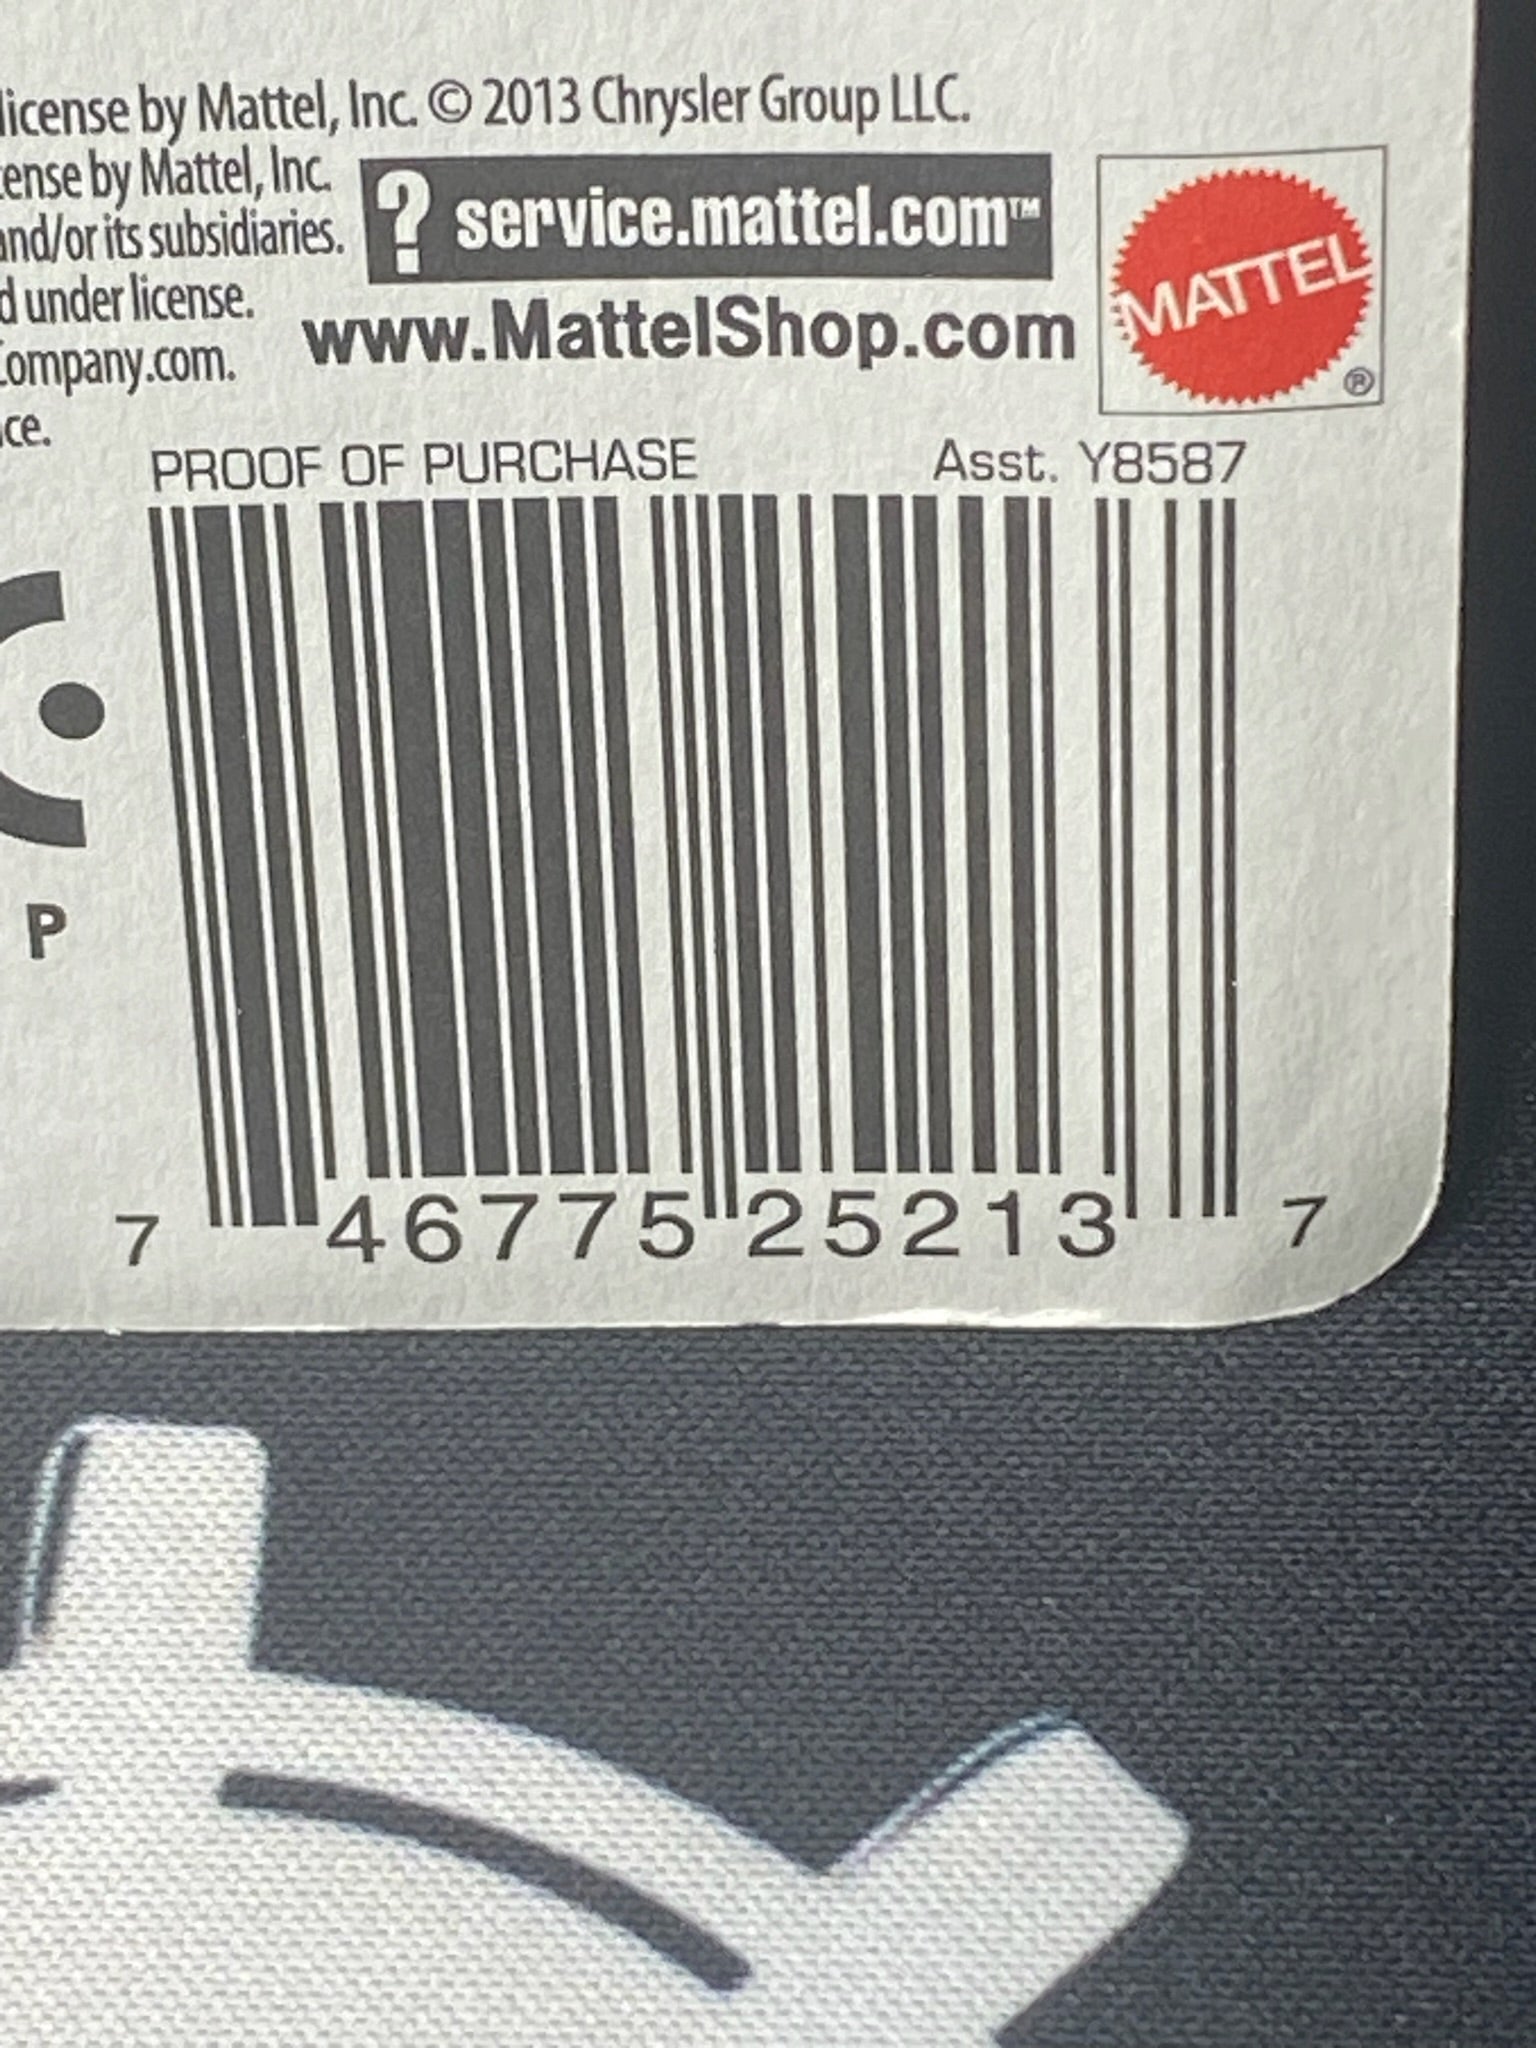 license by Mattel, Inc. © 2013 Chrysler Group LLC.
cense by Mattel, Inc.
and/or its subsidiaries.
d under license.
Company.com.
ce.
? service.mattel.com™
www.MattelShop.com
MATTEL
®
PROOF OF PURCHASE Asst. Y8587
P
7 46775 25213 7